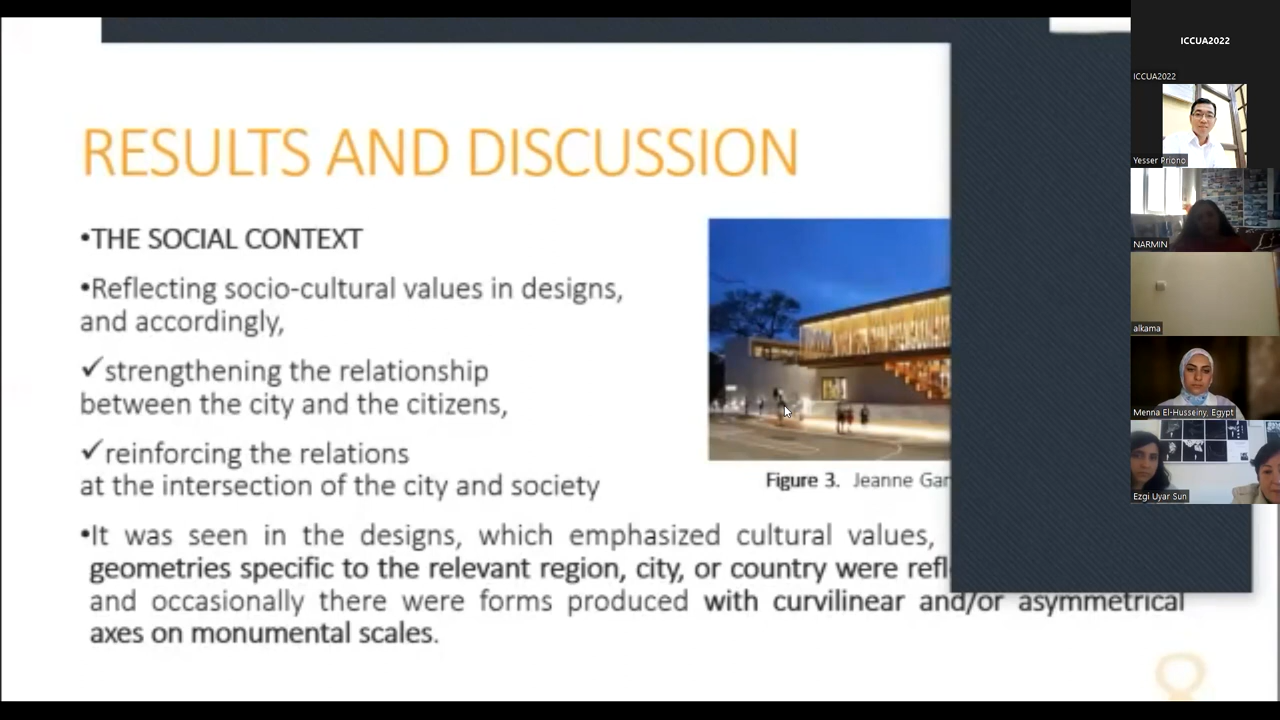 RESULTS AND DISCUSSION
•THE SOCIAL CONTEXT
•Reflecting socio-cultural values in designs,
and accordingly,
✓strengthening the relationship
between the city and the citizens,
✓reinforcing the relations
at the intersection of the city and society
Figure 3. Jeanne
•It was seen in the designs, which emphasized cultural values,
geometries specific to the relevant region, city, or country were
and occasionally there were forms produced with curvilinear and/or asymmetrical
axes on monumental scales.
ICCUA2022
ICCUA2022
Yesser Priono
NARMIN
alkama
Menna El-Husseiny, Egypt
Ezgi Uyar Sun